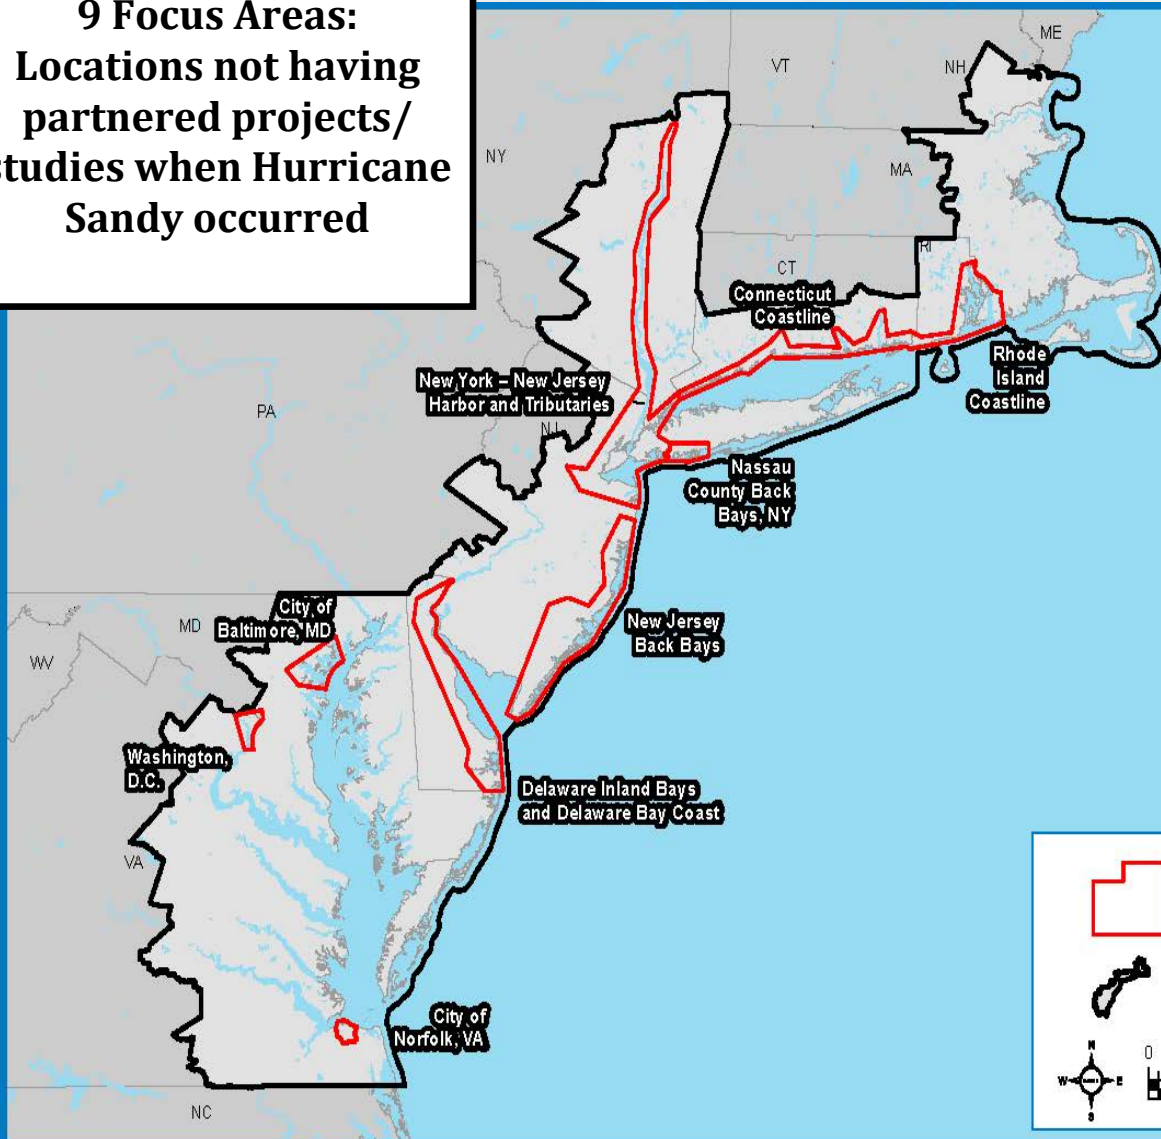 9 Focus Areas:
Locations not having
partnered projects/
studies when Hurricane
Sandy occurred
ME
VT
NH
NY
MA
RI
CT
Connecticut
Coastline
Rhode
Island
Coastline
New York – New Jersey
Harbor and Tributaries
NJ
PA
Nassau
County Back
Bays, NY
New Jersey
Back Bays
City of
Baltimore, MD
MD
WV
Washington,
D.C.
Delaware Inland Bays
and Delaware Bay Coast
VA
City of
Norfolk, VA
NC
N
W
E
S
0